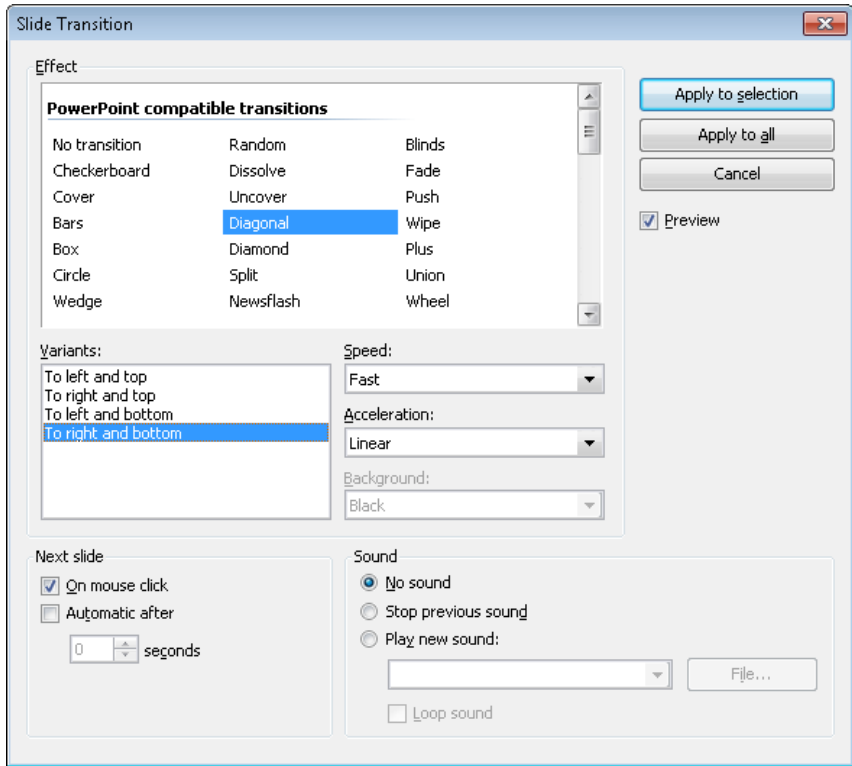 Slide Transition
Effect
PowerPoint compatible transitions
No transition Random Blinds
Checkerboard Dissolve Fade
Cover Uncover Push
Bars Diagonal Wipe
Box Diamond Plus
Circle Split Union
Wedge Newsflash Wheel
Apply to selection
Apply to all
Cancel
Preview
Variants:
To left and top
To right and top
To left and bottom
To right and bottom
Speed:
Fast
Acceleration:
Linear
Background:
Black
Next slide
On mouse click
Automatic after
0 seconds
Sound
No sound
Stop previous sound
Play new sound:
File...
Loop sound